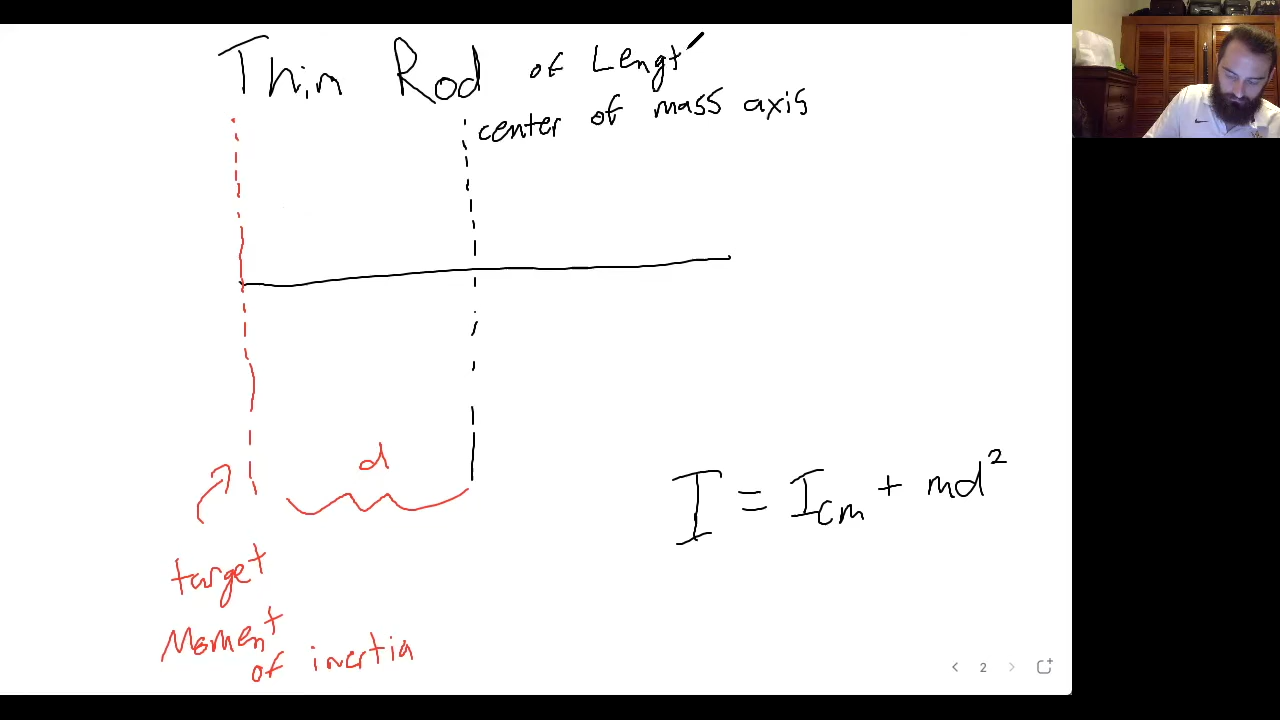 Thin Rod of Lengt
center of mass axis
d
I = Icm + md²
target
Moment
of inertia
2